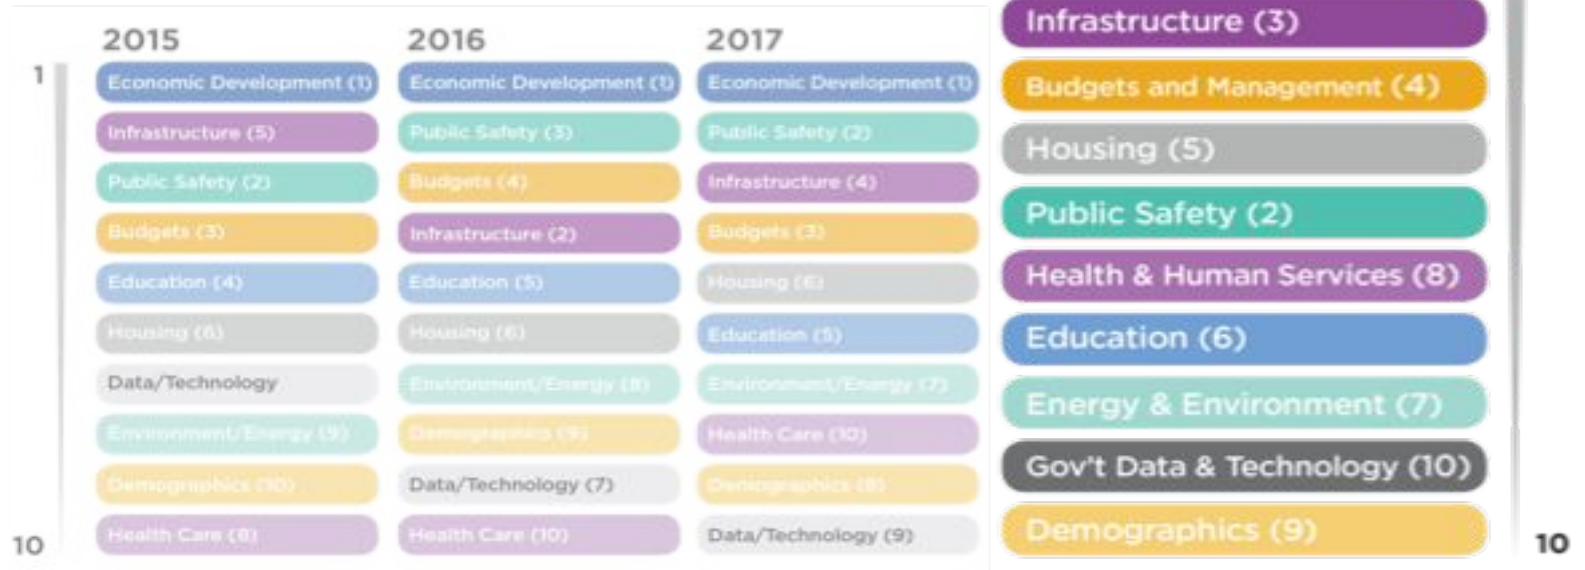 2015
1
Economic Development (1)
Infrastructure (5)
Public Safety (2)
Budgets (3)
Education (4)
Housing (6)
Data/Technology
Environment/Energy (9)
Demographics (10)
Health Care (8)
10
2016
Economic Development (1)
Public Safety (3)
Budgets (4)
Infrastructure (2)
Education (5)
Housing (6)
Environment/Energy (8)
Demographics (9)
Data/Technology (7)
Health Care (10)
2017
Economic Development (1)
Public Safety (2)
Infrastructure (4)
Budgets (3)
Housing (6)
Education (5)
Environment/Energy (7)
Health Care (10)
Demographics (8)
Data/Technology (9)
Infrastructure (3)
Budgets and Management (4)
Housing (5)
Public Safety (2)
Health & Human Services (8)
Education (6)
Energy & Environment (7)
Gov't Data & Technology (10)
Demographics (9)
10